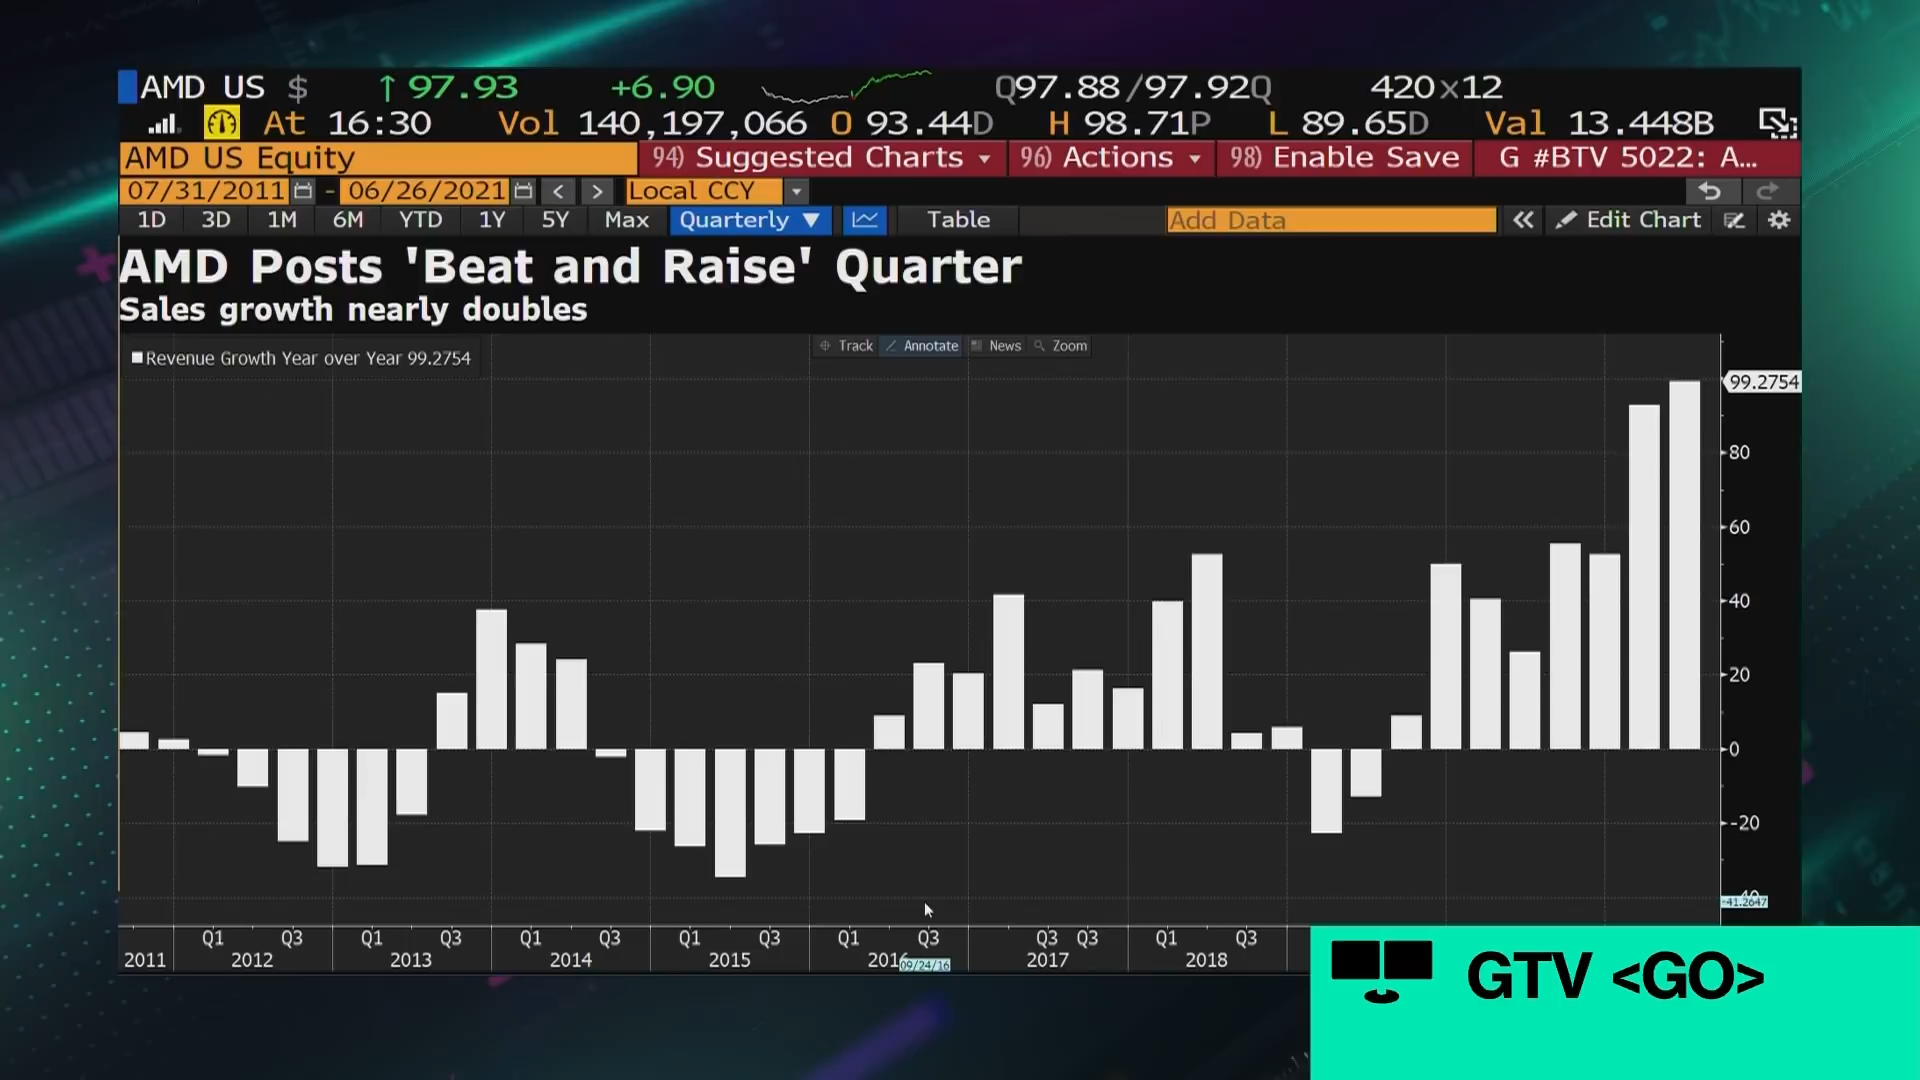 AMD US $ ↑97.93 +6.90 Q97.88/97.92Q 420x12
At 16:30 Vol 140,197,066 O 93.44D H 98.71P L 89.65D Val 13.448B
AMD US Equity 94) Suggested Charts 96) Actions 98) Enable Save G #BTV 5022: A...
07/31/2011 - 06/26/2021 < > Local CCY
1D 3D 1M 6M YTD 1Y 5Y Max Quarterly ▼ Table Add Data « Edit Chart
AMD Posts 'Beat and Raise' Quarter
Sales growth nearly doubles
Track Annotate News Zoom
Revenue Growth Year over Year 99.2754
99.2754
80
60
40
20
0
-20
-40
-41.2647
Q1 Q3 Q1 Q3 Q1 Q3 Q1 Q3 Q1 Q3 Q3 Q3 Q1 Q3
2011 2012 2013 2014 2015 2016 2017 2018
09/24/16
GTV <GO>